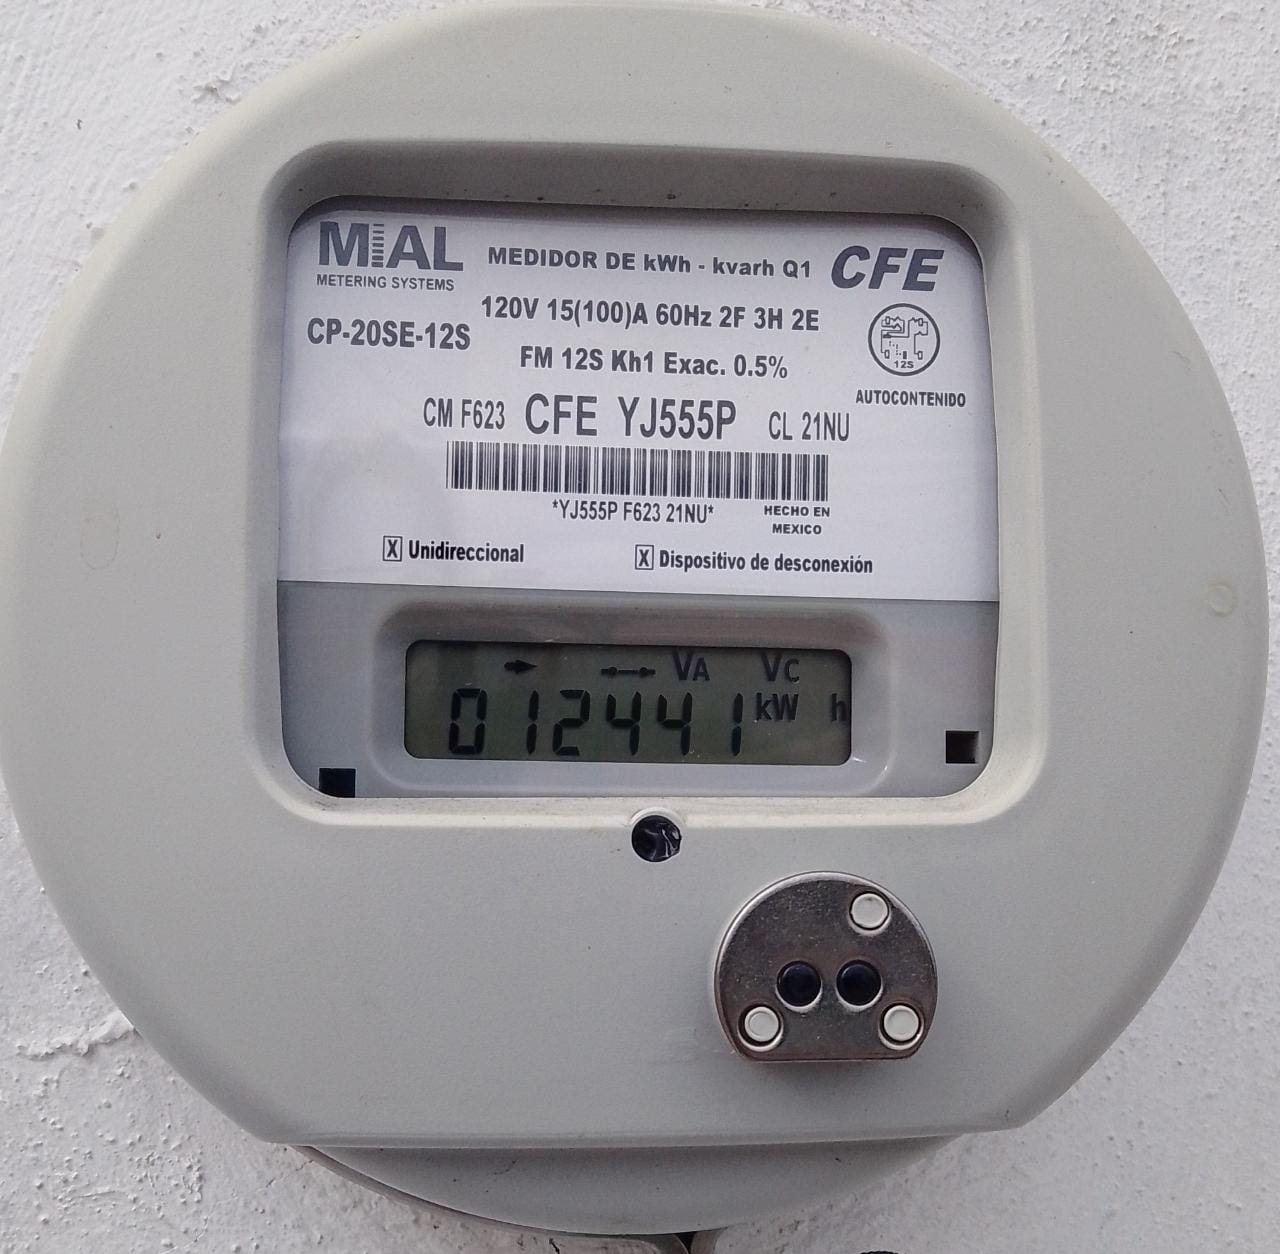 MIAL
METERING SYSTEMS
MEDIDOR DE kWh - kvarh Q1
CFE
120V 15(100)A 60Hz 2F 3H 2E
CP-20SE-12S
FM 12S Kh1 Exac. 0.5%
12S
AUTOCONTENIDO
CM F623 CFE YJ555P CL 21NU
*YJ555P F623 21NU*
HECHO EN
MEXICO
X Unidireccional
X Dispositivo de desconexión
VA VC
012441 kW h